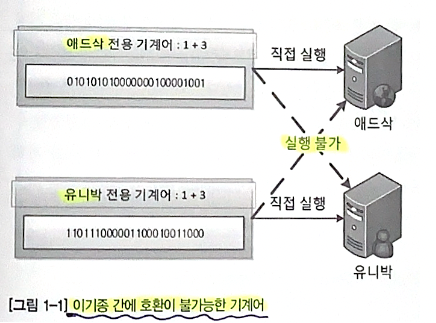 애드삭 전용 기계어 : 1 + 3
010101010000000100001001
직접 실행
애드삭
실행 불가
유니박 전용 기계어 : 1 + 3
110111000001100010011000
직접 실행
유니박
[그림 1-1] 이기종 간에 호환이 불가능한 기계어